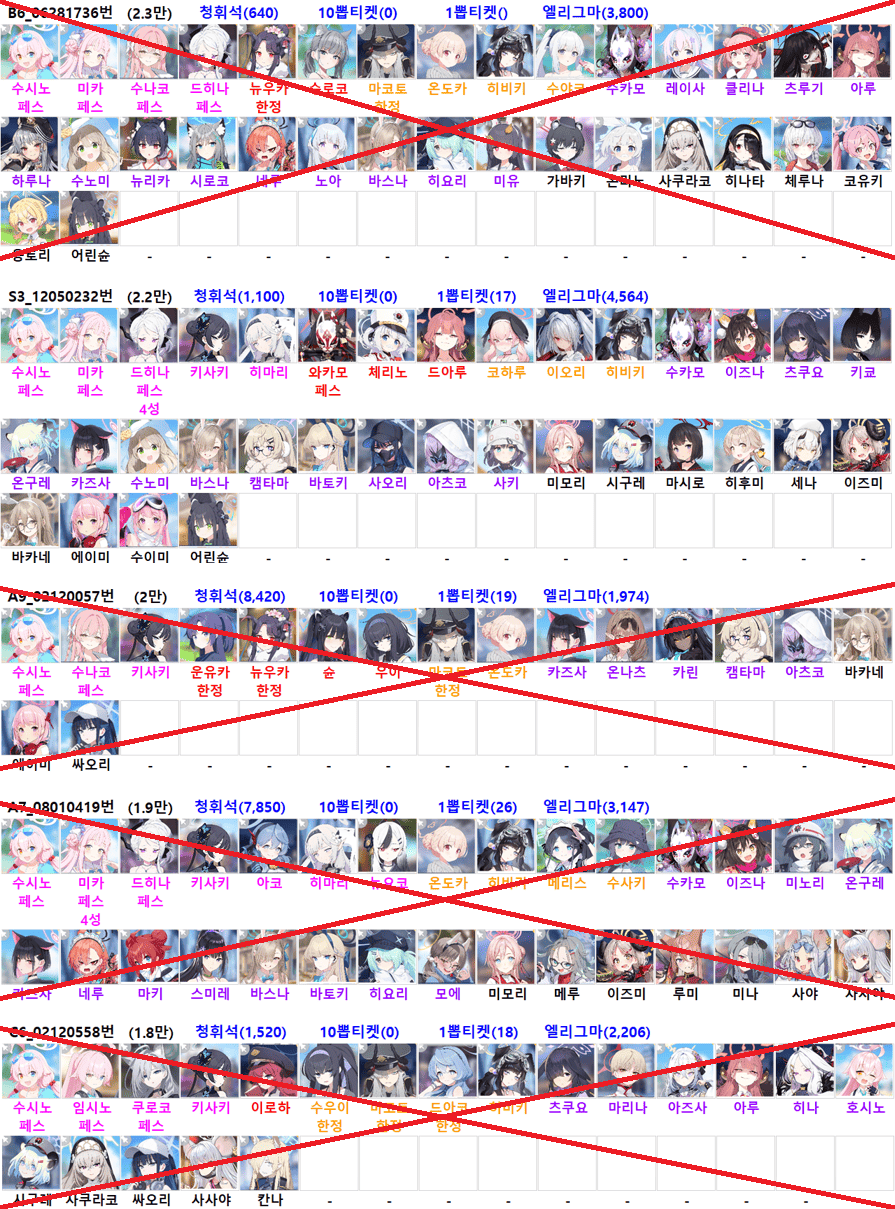 B6_06281736번 (2.3만) 청휘석(640) 10뽑티켓(0) 1뽑티켓() 엘리그마(3,800)
수시노 미카 수나코 드히나 뉴우카 슈로코 마코토 온도카 히비키 수야코 수카모 레이사 클리나 츠루기 아루
페스 페스 페스 페스 한정 한정
하루나 수노미 뉴리카 시로코 네루 노아 바스나 히요리 미유 가바키 온리노 사쿠라코 히나타 체루나 코유키
응토리 어린슌 - - - - - - - - - - - - -
S3_12050232번 (2.2만) 청휘석(1,100) 10뽑티켓(0) 1뽑티켓(17) 엘리그마(4,564)
수시노 미카 드히나 키사키 히마리 와카모 체리노 드아루 코하루 이오리 히비키 수카모 이즈나 츠쿠요 키쿄
페스 페스 페스 페스
4성
온구레 카즈사 수노미 바스나 캠타마 바토키 사오리 아츠코 사키 미모리 시구레 마시로 히후미 세나 이즈미
바카네 에이미 수이미 어린슌 - - - - - - - - - - -
A9_02120057번 (2만) 청휘석(8,420) 10뽑티켓(0) 1뽑티켓(19) 엘리그마(1,974)
수시노 수나코 키사키 운유카 뉴우카 슌 우이 마코토 온도카 카즈사 온나츠 카린 캠타마 아츠코 바카네
페스 페스 한정 한정 한정
에이미 싸오리 - - - - - - - - - - - - -
A7_08010419번 (1.9만) 청휘석(7,850) 10뽑티켓(0) 1뽑티켓(26) 엘리그마(3,147)
수시노 미카 드히나 키사키 아코 히마리 뉴요코 온도카 히비키 메리스 수사키 수카모 이즈나 미노리 온구레
페스 페스 페스
4성
카즈사 네루 마키 스미레 바스나 바토키 히요리 모에 미모리 메루 이즈미 루미 미나 사야 사사야
C6_02120558번 (1.8만) 청휘석(1,520) 10뽑티켓(0) 1뽑티켓(18) 엘리그마(2,206)
수시노 임시노 쿠로코 키사키 이로하 수우이 마코토 드아코 히비키 츠쿠요 마리나 아즈사 아루 히나 호시노
페스 페스 페스 한정 한정 한정
시구레 사쿠라코 싸오리 사사야 칸나 - - - - - - - - - -